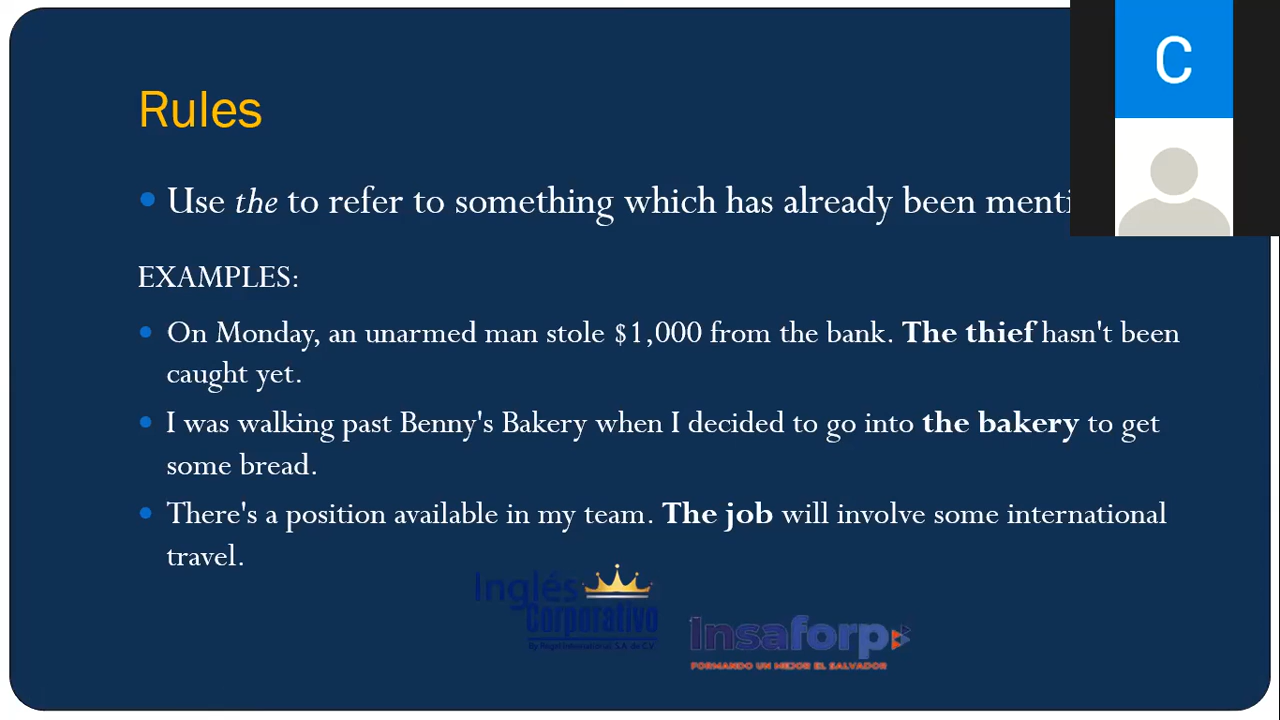 C
Rules
• Use the to refer to something which has already been
EXAMPLES:
• On Monday, an unarmed man stole $1,000 from the bank. The thief hasn't been
caught yet.
• I was walking past Benny's Bakery when I decided to go into the bakery to get
some bread.
• There's a position available in my team. The job will involve some international
travel.
Inglés
Corporativo
by Regal International, S.A. de C.V.
Insaforp
FORMANDO UN MEJOR EL SALVADOR